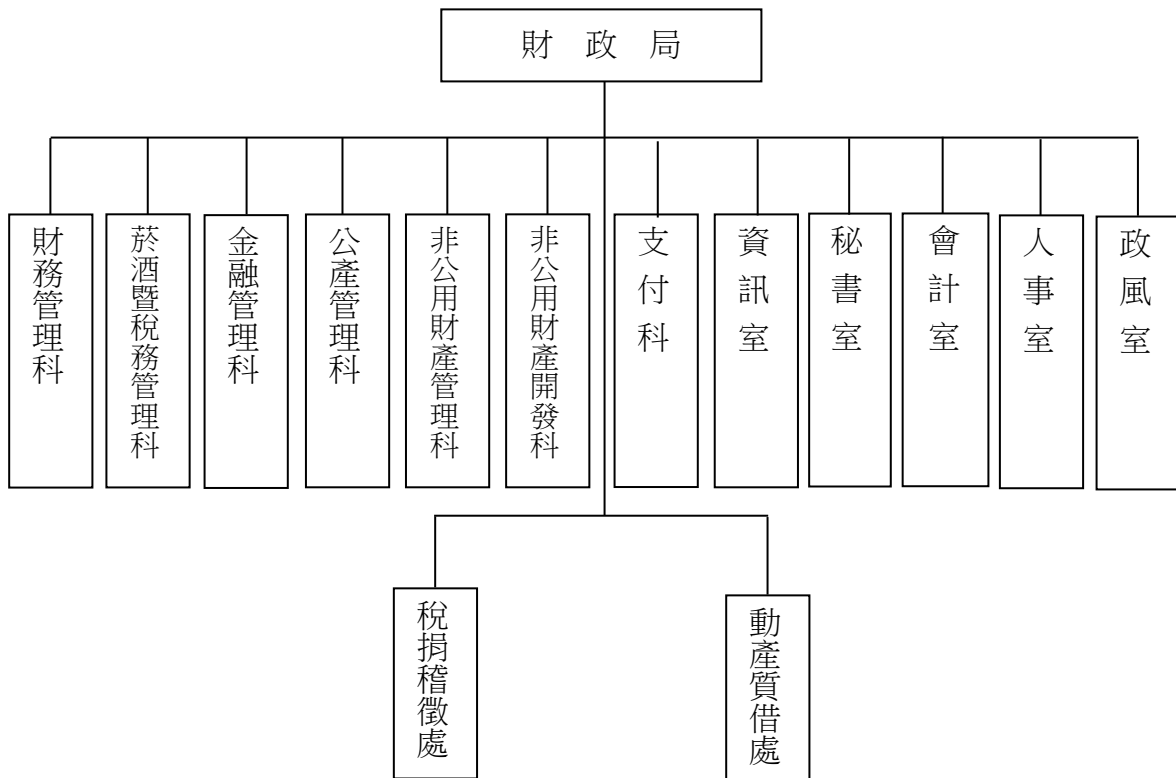 財政局
財務管理科
菸酒暨稅務管理科
金融管理科
公產管理科
非公用財產管理科
非公用財產開發科
支付科
資訊室
秘書室
會計室
人事室
政風室
稅捐稽徵處
動產質借處